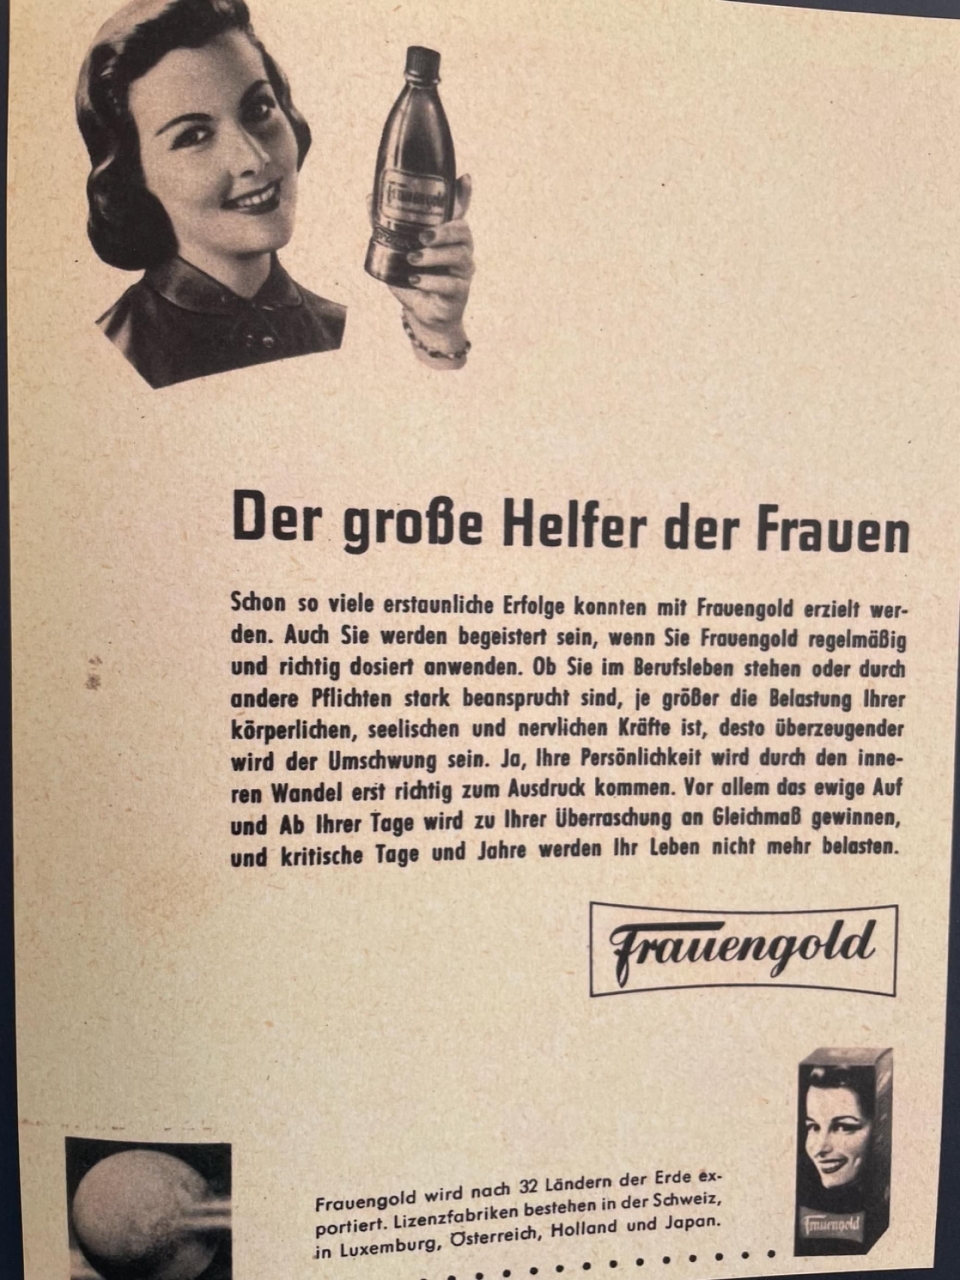 Frauengold
Der große Helfer der Frauen
Schon so viele erstaunliche Erfolge konnten mit Frauengold erzielt wer-
den. Auch Sie werden begeistert sein, wenn Sie Frauengold regelmäßig
und richtig dosiert anwenden. Ob Sie im Berufsleben stehen oder durch
andere Pflichten stark beansprucht sind, je größer die Belastung Ihrer
körperlichen, seelischen und nervlichen Kräfte ist, desto überzeugender
wird der Umschwung sein. Ja, Ihre Persönlichkeit wird durch den inne-
ren Wandel erst richtig zum Ausdruck kommen. Vor allem das ewige Auf
und Ab Ihrer Tage wird zu Ihrer Überraschung an Gleichmaß gewinnen,
und kritische Tage und Jahre werden Ihr Leben nicht mehr belasten.
Frauengold
Frauengold wird nach 32 Ländern der Erde ex-
portiert. Lizenzfabriken bestehen in der Schweiz,
in Luxemburg, Österreich, Holland und Japan.
Frauengold